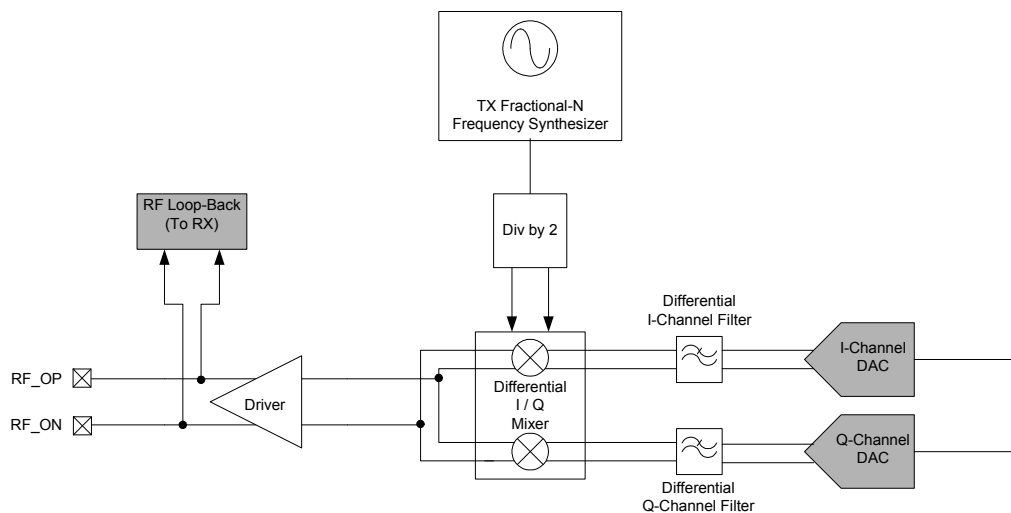 TX Fractional-N
Frequency Synthesizer
RF Loop-Back
(To RX)
Div by 2
Differential
I-Channel Filter
I-Channel
DAC
RF_OP
Driver
Differential
I / Q
Mixer
RF_ON
Q-Channel
DAC
Differential
Q-Channel Filter